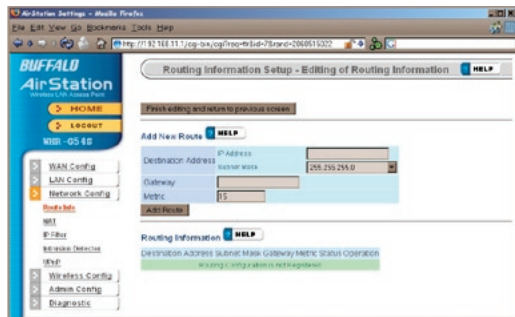 AirStation Settings - Mozilla Firefox
File Edit View Go Bookmarks Tools Help
BUFFALO
AirStation
Wireless LAN Access Point
HOME
LOGOUT
WAN Config
LAN Config
Network Config
Route Info
NAT
IP Filter
Intrusion Detector
UPnP
Wireless Config
Admin Config
Diagnostic
Routing Information Setup - Editing of Routing Information HELP
Finish editing and return to previous screen
Add New Route HELP
Destination Address
IP Address
Subnet Mask 255.255.255.0
Gateway
Metric 15
Add Route
Routing Information HELP
Destination Address Subnet Mask Gateway Metric Status Operation
Routing Configuration is not Registered